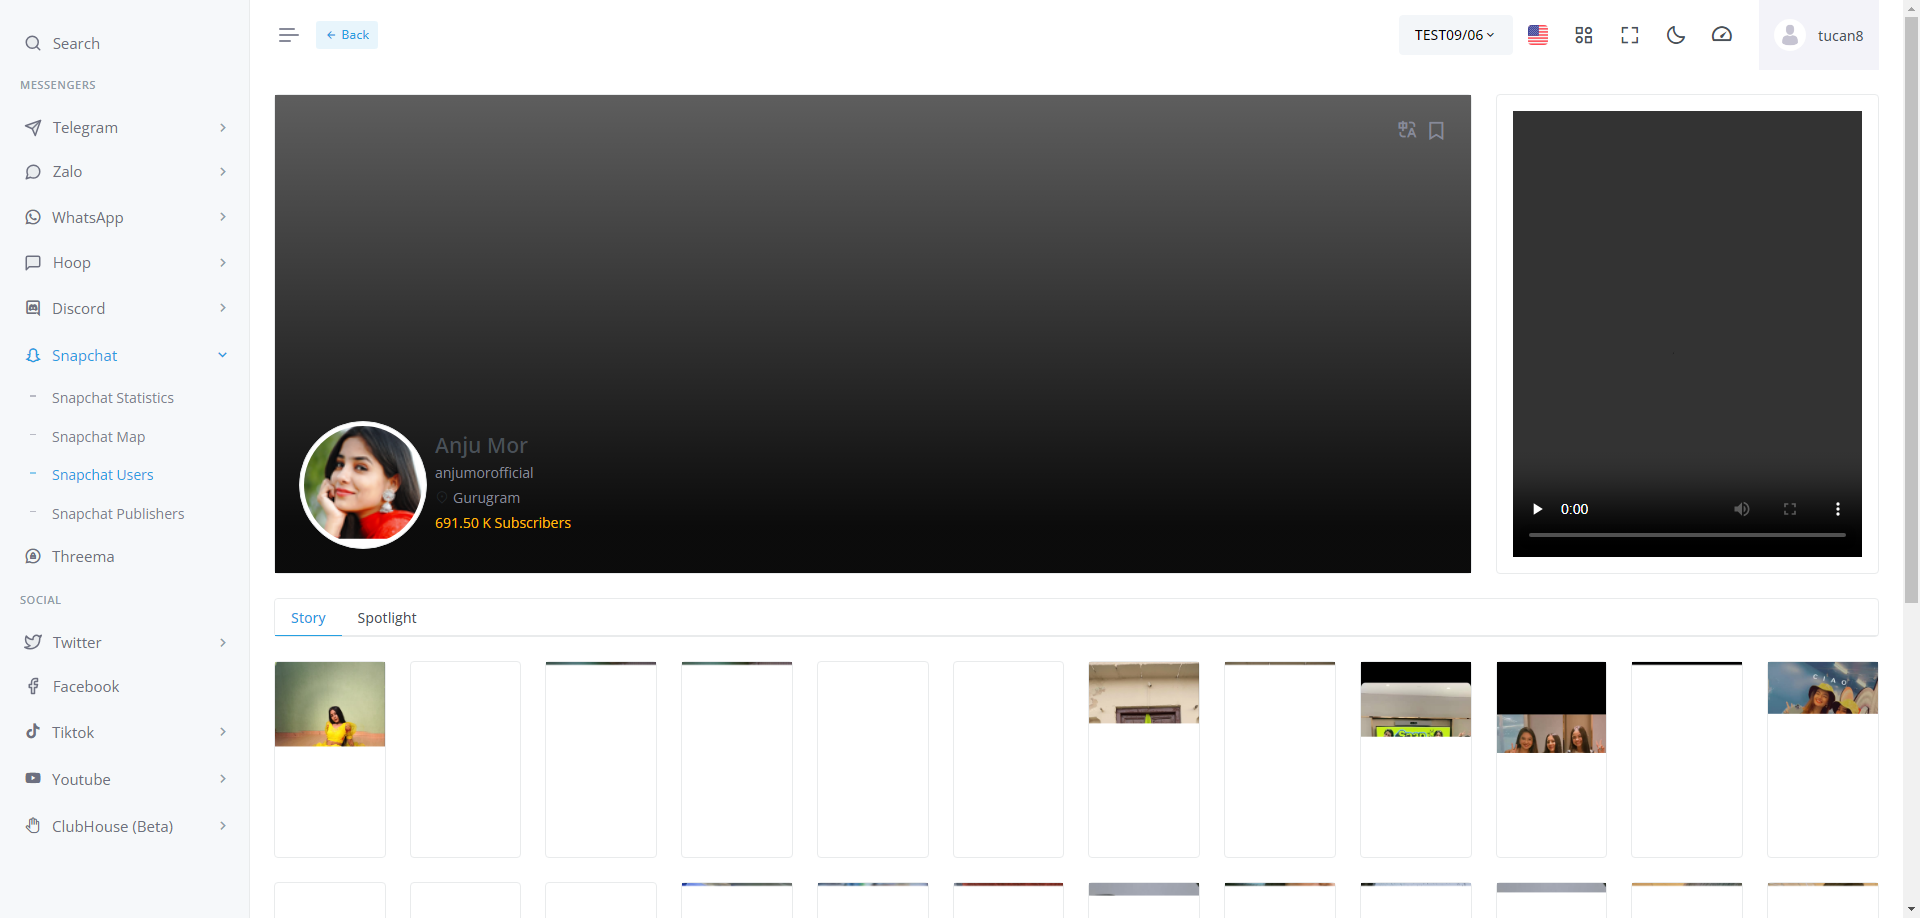 Search
MESSENGERS
Telegram
Zalo
WhatsApp
Hoop
Discord
Snapchat
Snapchat Statistics
Snapchat Map
Snapchat Users
Snapchat Publishers
Threema
SOCIAL
Twitter
Facebook
Tiktok
Youtube
ClubHouse (Beta)
← Back
TEST09/06
tucan8
Anju Mor
anjumorofficial
Gurugram
691.50 K Subscribers
0:00
Story
Spotlight
CIAO